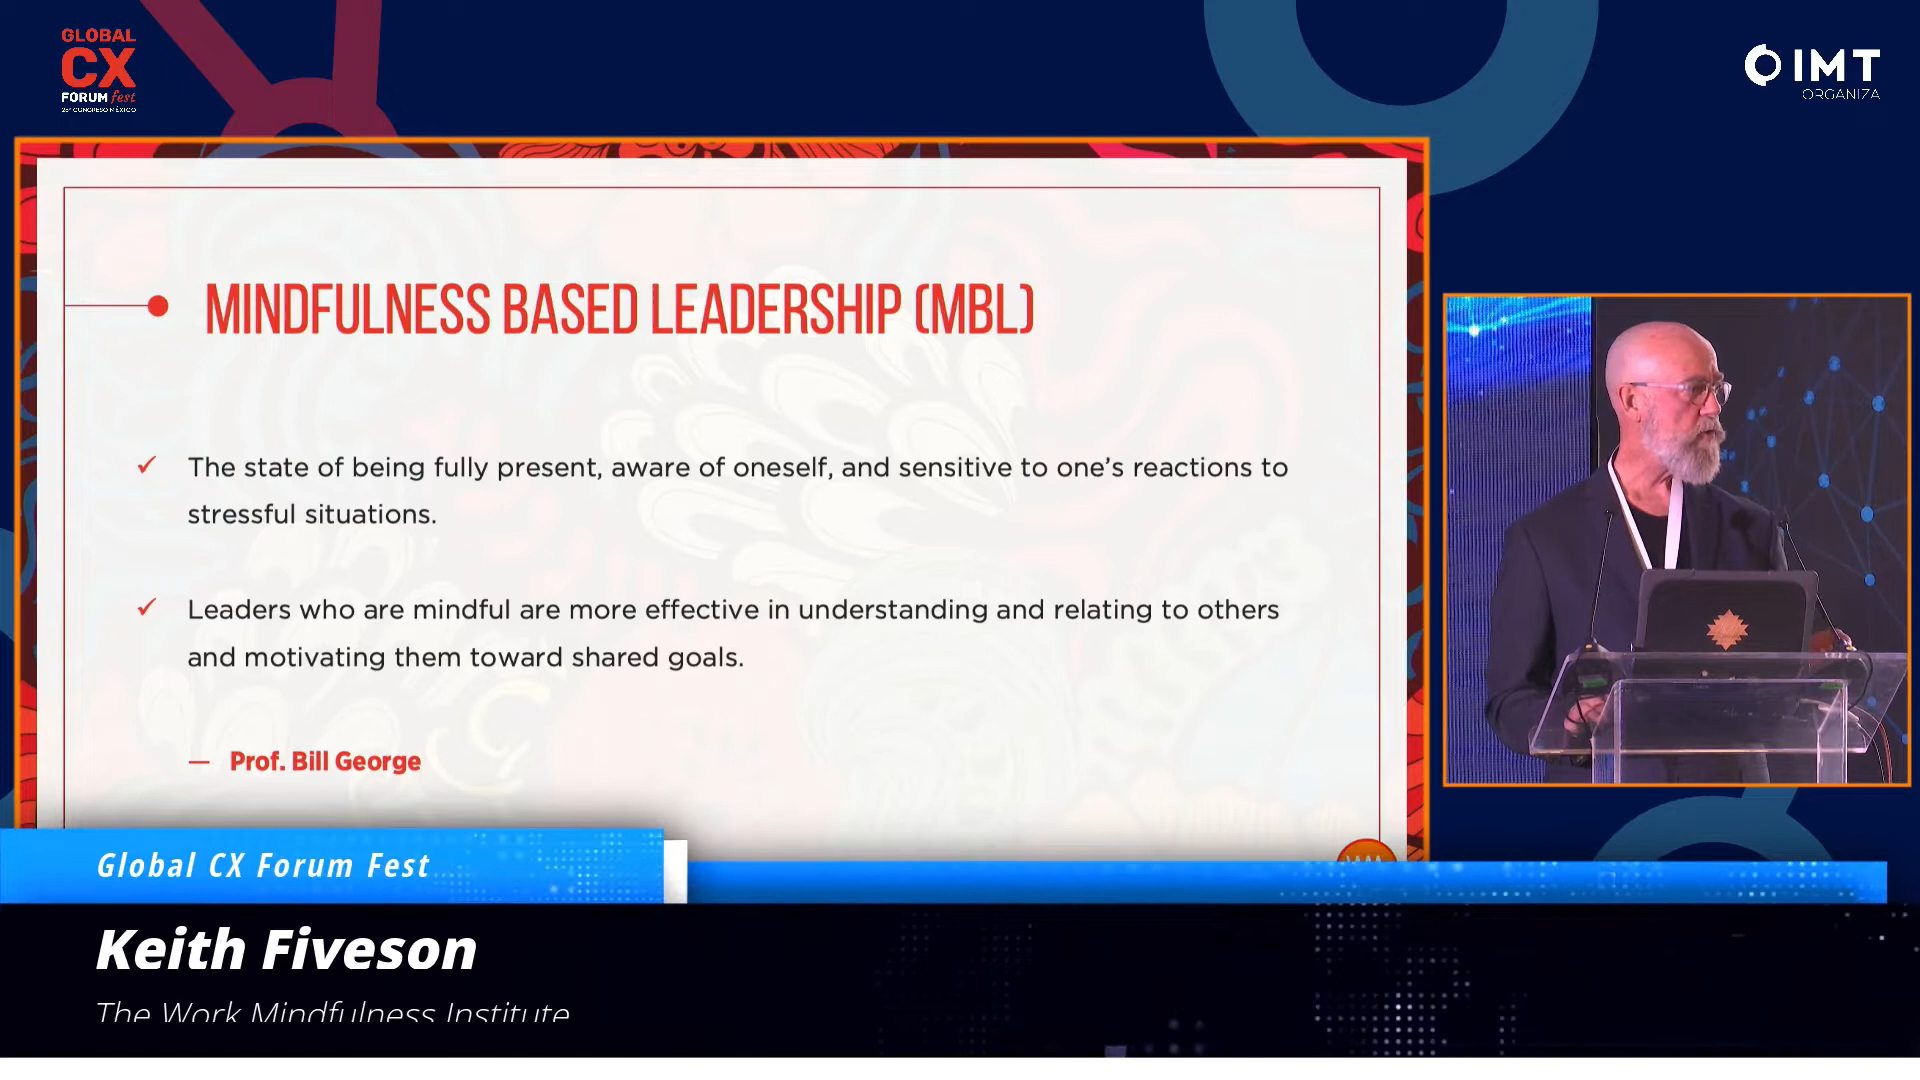 GLOBAL
CX
FORUM fest
25º CONGRESO MÉXICO
IMT
ORGANIZA
MINDFULNESS BASED LEADERSHIP (MBL)
✓ The state of being fully present, aware of oneself, and sensitive to one’s reactions to
stressful situations.
✓ Leaders who are mindful are more effective in understanding and relating to others
and motivating them toward shared goals.
— Prof. Bill George
Global CX Forum Fest
Keith Fiveson
The Work Mindfulness Institute